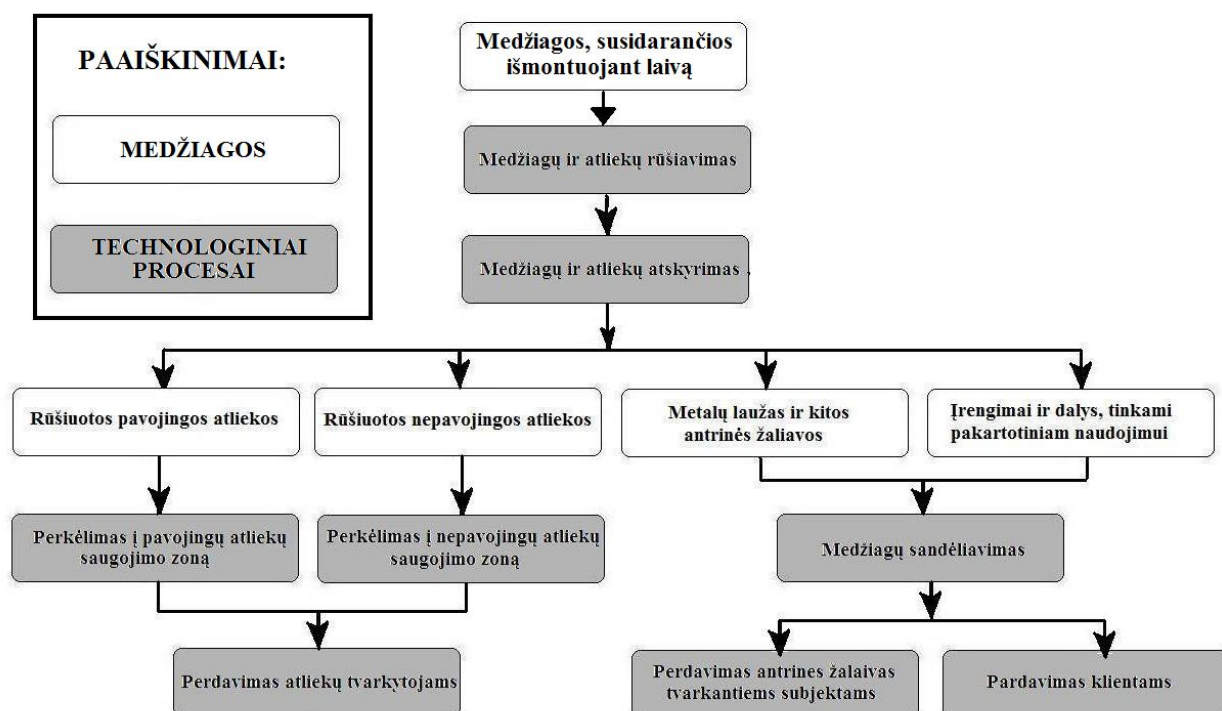 PAAIŠKINIMAI:
MEDŽIAGOS
TECHNOLOGINIAI
PROCESAI
Medžiagos, susidarančios
išmontuojant laivą
Medžiagų ir atliekų rūšiavimas
Medžiagų ir atliekų atskyrimas .
Rūšiuotos pavojingos atliekos
Rūšiuotos nepavojingos atliekos
Metalų laužas ir kitos
antrinės žaliavos
Įrengimai ir dalys, tinkami
pakartotiniam naudojimui
Perkėlimas į pavojingų atliekų
saugojimo zoną
Perkėlimas į nepavojingų atliekų
saugojimo zoną
Medžiagų sandėliavimas
Perdavimas atliekų tvarkytojams
Perdavimas antrines žalaivas
tvarkantiems subjektams
Pardavimas klientams